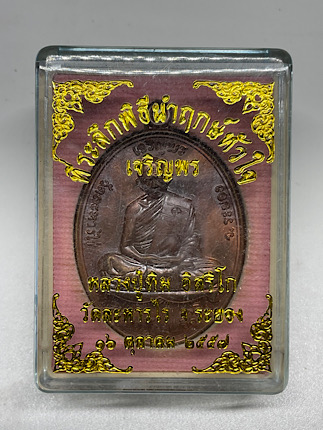 ที่ระลึกพิธีนำฤกษ์หัวใจ
เจริญพร
หลวงปู่ทิม อิสริโก
วัดละหารไร่ จ.ระยอง
๑๖ ตุลาคม ๒๕๕๗